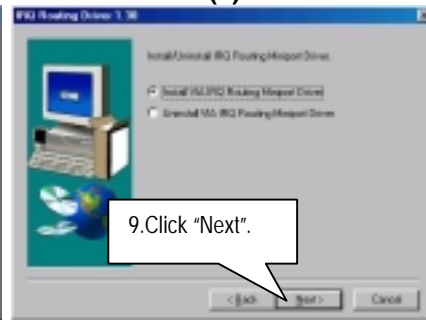 IRQ Routing Driver 1.30
Install/Uninstall IRQ Routing Miniport Driver.
Install VIA IRQ Routing Miniport Driver
Uninstall VIA IRQ Routing Miniport Driver
9.Click “Next”.
< Back
Next >
Cancel